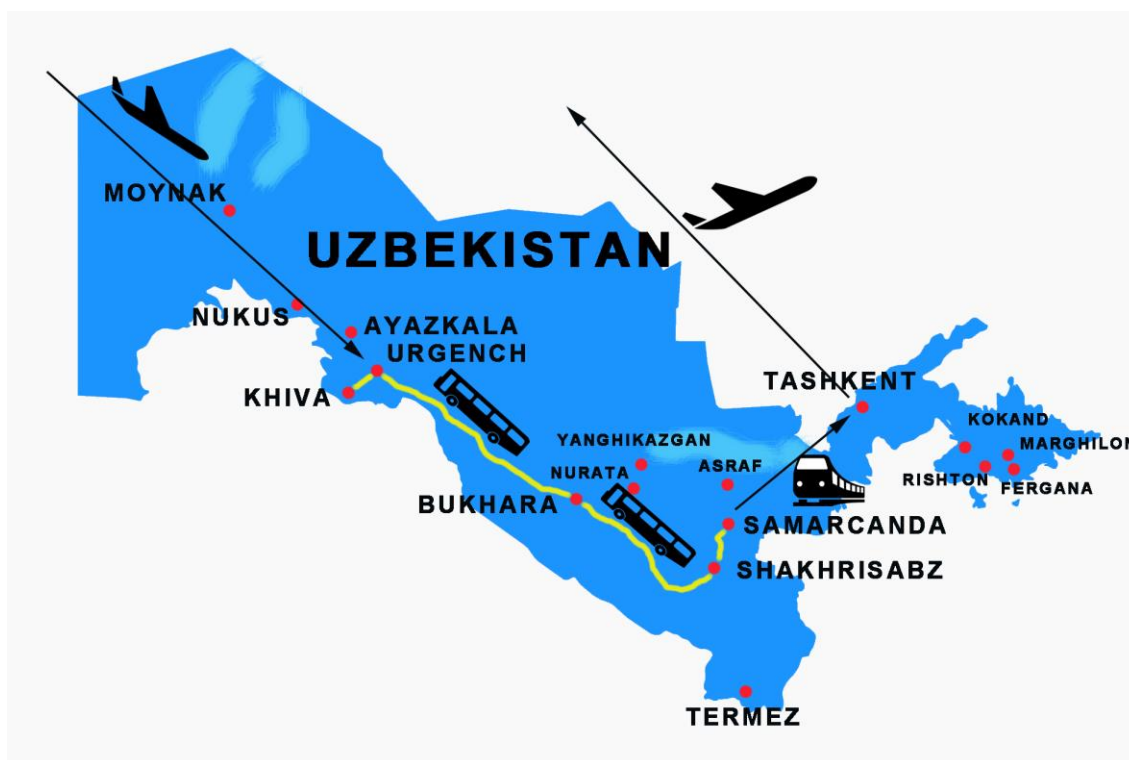 MOYNAK
UZBEKISTAN
NUKUS
AYAZKALA
URGENCH
KHIVA
TASHKENT
KOKAND
YANGHIKAZGAN
MARGHILON
ASRAF
NURATA
RISHTON
FERGANA
BUKHARA
SAMARCANDA
SHAKHRISABZ
TERMEZ